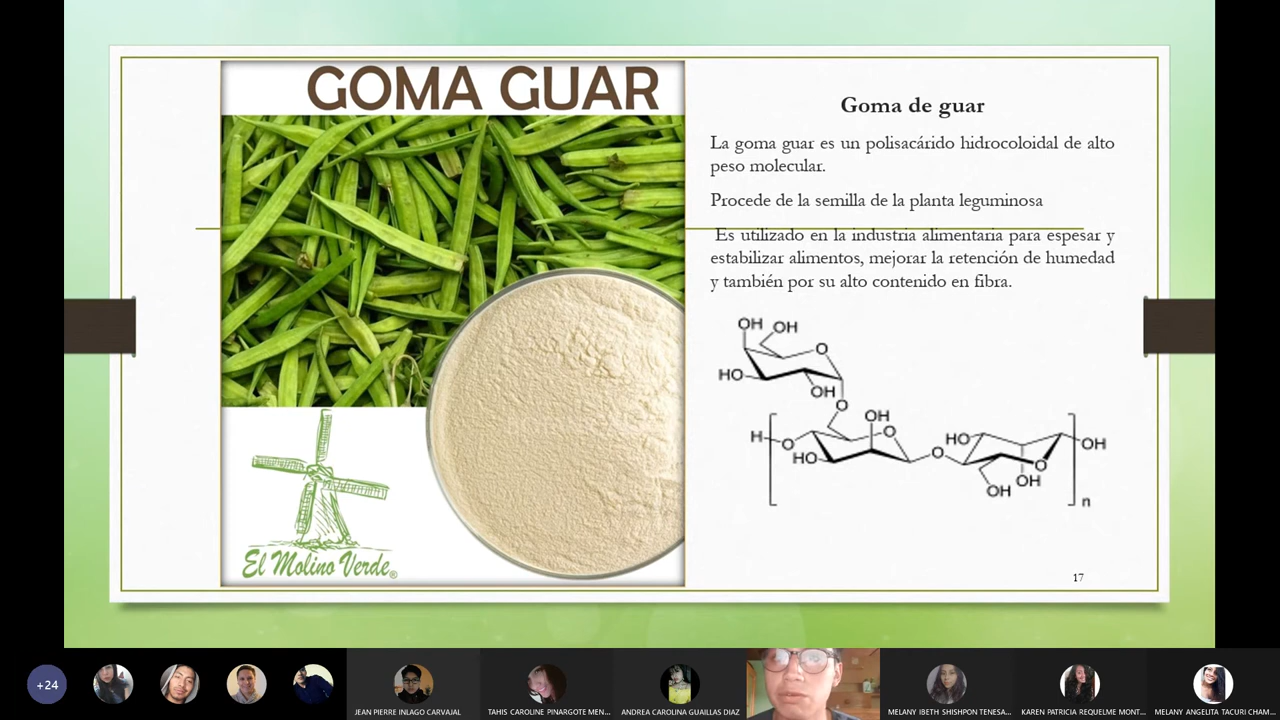 GOMA GUAR
El Molino Verde®
Goma de guar
La goma guar es un polisacárido hidrocoloidal de alto
peso molecular.
Procede de la semilla de la planta leguminosa
Es utilizado en la industria alimentaria para espesar y
estabilizar alimentos, mejorar la retención de humedad
y también por su alto contenido en fibra.
OH OH
O
HO
OH
O
OH
H O O HO OH
HO O O
OH
OH
n
17
+24
JEAN PIERRE INLAGO CARVAJAL
TAHIS CAROLINE PINARGOTE MEN...
ANDREA CAROLINA GUAILLAS DIAZ
MELANY IBETH SHISHPON TENESA...
KAREN PATRICIA REQUELME MONT...
MELANY ANGELITA TACURI CHAM...